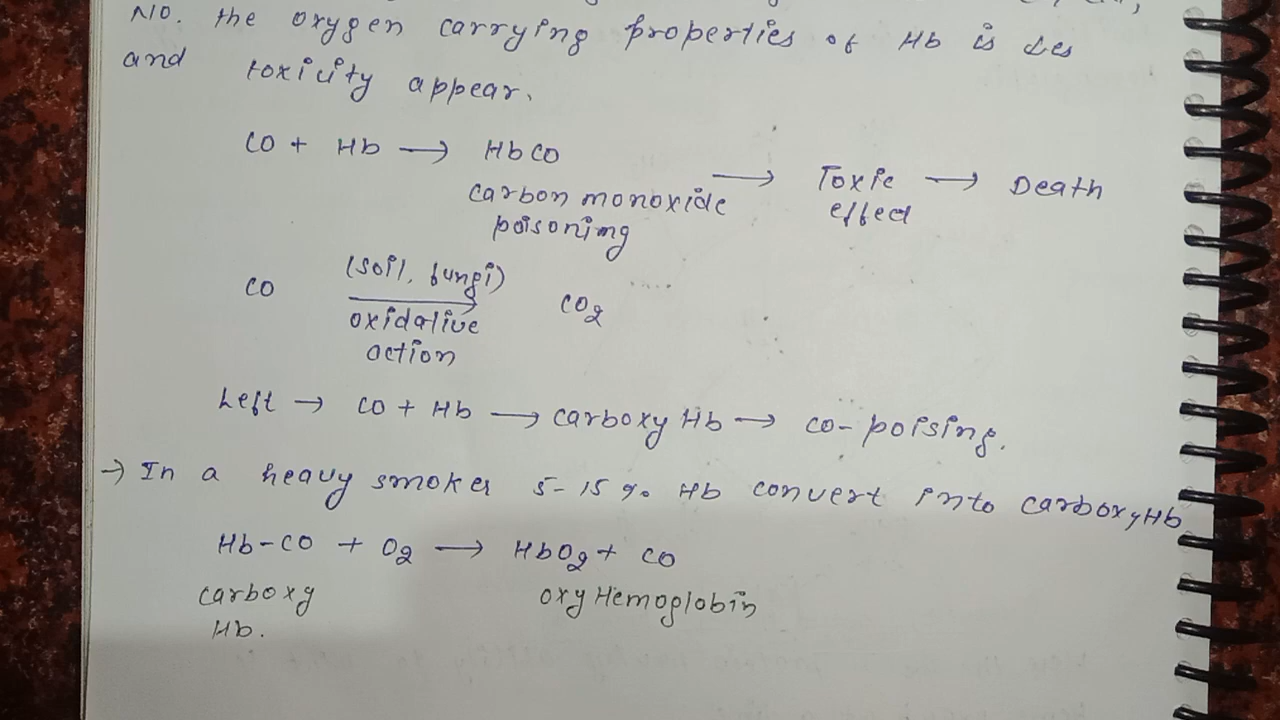 NO. the oxygen carrying properties of Hb is Les
and toxicity appear.
CO + Hb → HbCO → Toxic → Death
carbon monoxide effect
poisoning
CO (soil, fungi) → CO2
oxidative
action
Left → CO + Hb → carboxy Hb → CO-poising.
→ In a heavy smoker 5-15 % Hb convert into carboxyHb
Hb-CO + O2 → HbO2 + CO
carboxy oxy Hemoglobin
Hb.